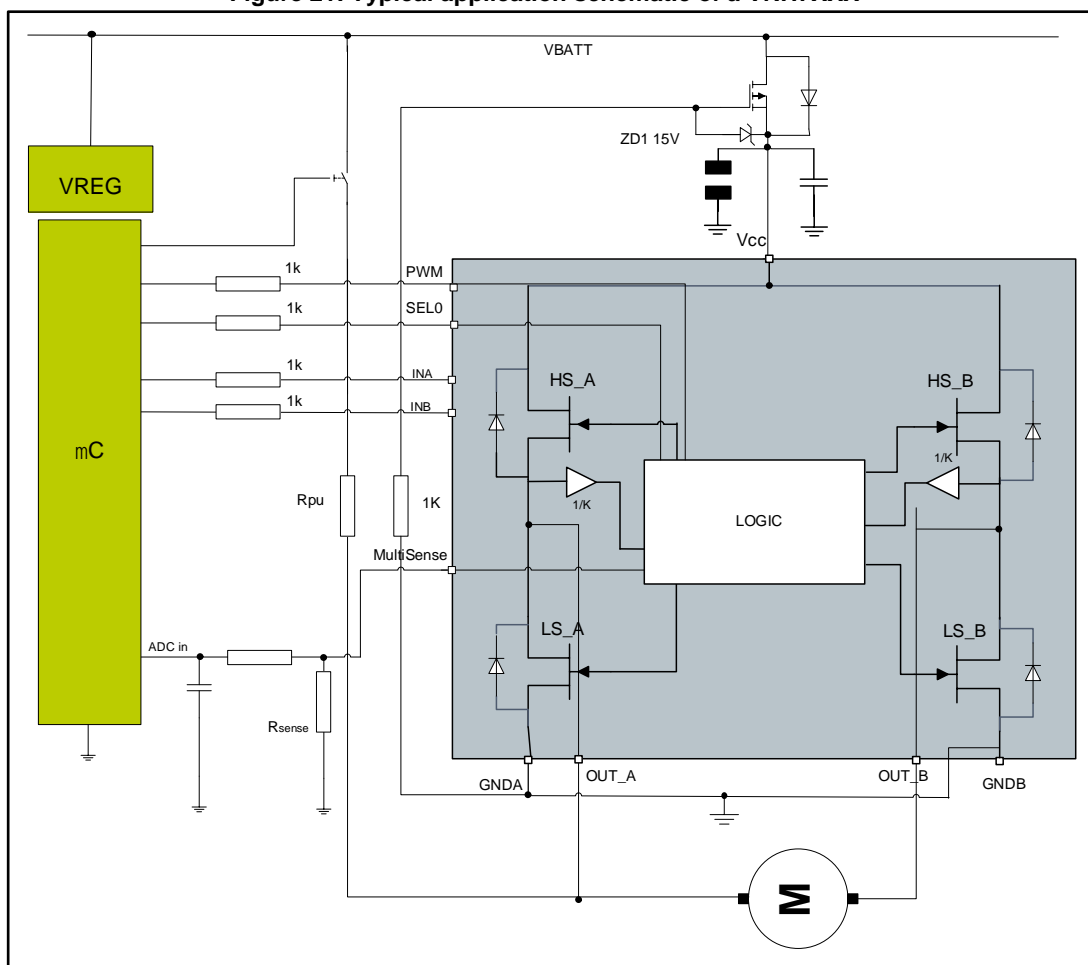 VBATT
ZD1 15V
VREG
Vcc
1k
PWM
1k
SEL0
1k
INA
1k
INB
mC
HS_A
HS_B
1/K
1/K
Rpu
1K
LOGIC
MultiSense
LS_A
LS_B
ADC in
Rsense
GNDA
OUT_A
OUT_B
GNDB
M